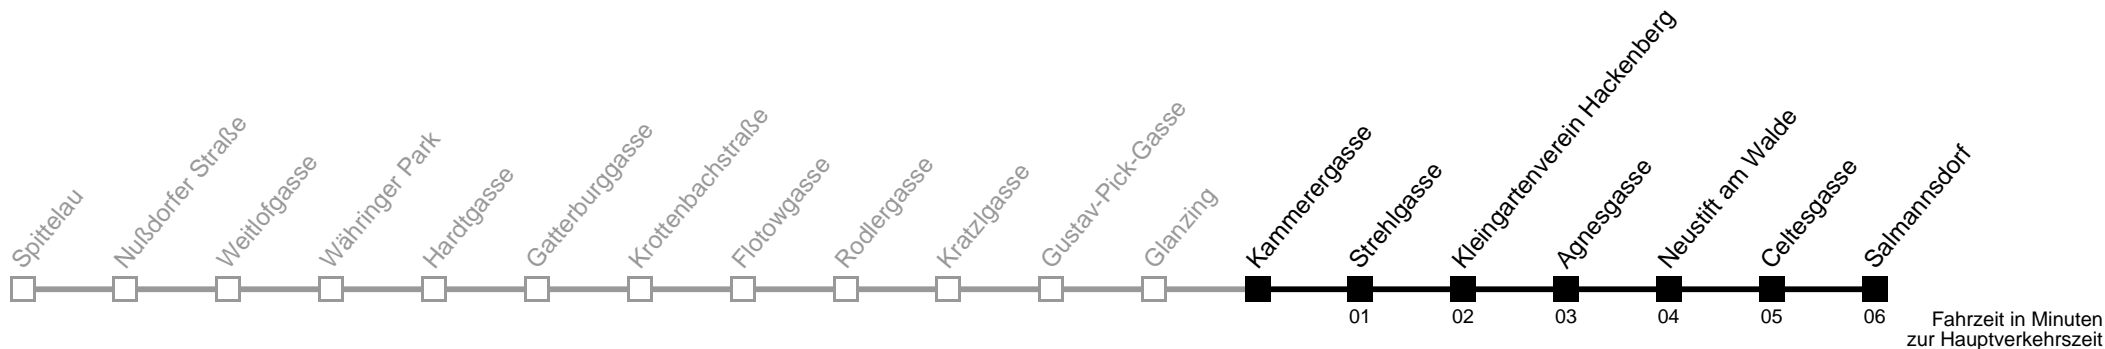 Spittelau
Nußdorfer Straße
Weitlofgasse
Währinger Park
Hardtgasse
Gatterburggasse
Krottenbachstraße
Flotowgasse
Rodlergasse
Kratzlgasse
Gustav-Pick-Gasse
Glanzing
Kammerergasse
Strehlgasse
Kleingartenverein Hackenberg
Agnesgasse
Neustift am Walde
Celtesgasse
Salmannsdorf
01 02 03 04 05 06
Fahrzeit in Minuten
zur Hauptverkehrszeit